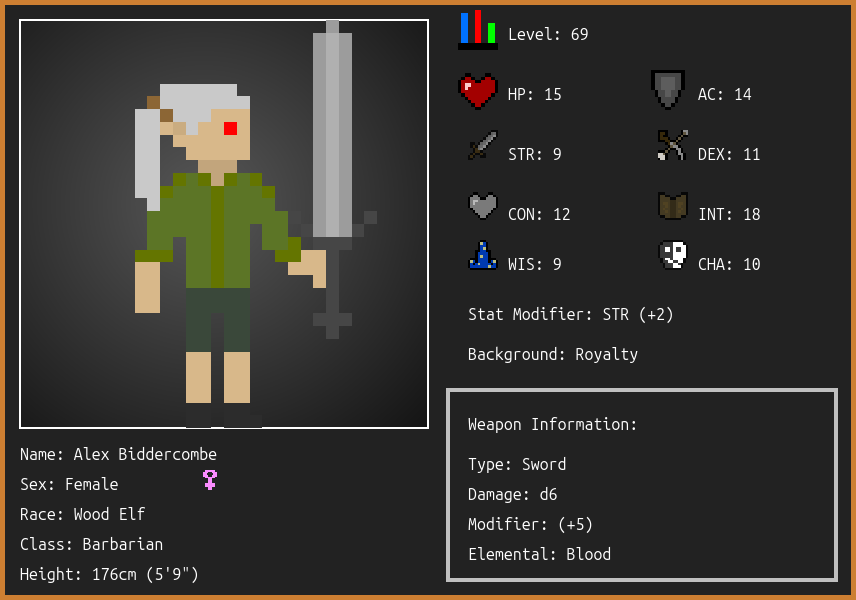 Level: 69
HP: 15
AC: 14
STR: 9
DEX: 11
CON: 12
INT: 18
WIS: 9
CHA: 10
Stat Modifier: STR (+2)
Background: Royalty
Weapon Information:
Type: Sword
Damage: d6
Modifier: (+5)
Elemental: Blood
Name: Alex Biddercombe
Sex: Female
Race: Wood Elf
Class: Barbarian
Height: 176cm (5'9")